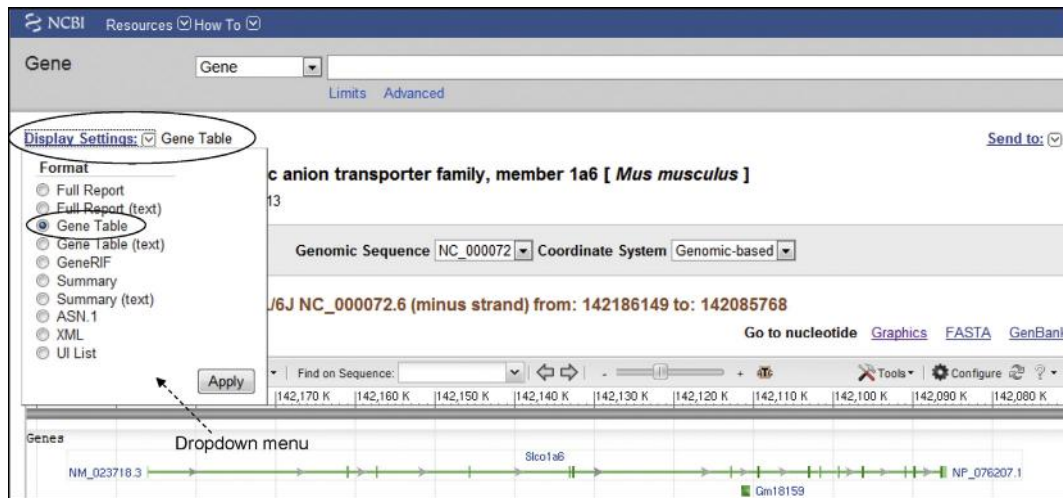 NCBI Resources How To
Gene Gene
Limits Advanced
Display Settings: Gene Table Send to:
Format
Full Report
Full Report (text)
Gene Table
Gene Table (text)
GeneRIF
Summary
Summary (text)
ASN.1
XML
UI List
Apply
Dropdown menu
c anion transporter family, member 1a6 [ Mus musculus ]
13
Genomic Sequence NC_000072 Coordinate System Genomic-based
/6J NC_000072.6 (minus strand) from: 142186149 to: 142085768
Go to nucleotide Graphics FASTA GenBank
Find on Sequence: - + Tools Configure ?
142,170 K 142,160 K 142,150 K 142,140 K 142,130 K 142,120 K 142,110 K 142,100 K 142,090 K 142,080 K
Genes
Slco1a6
NM_023718.3 NP_076207.1
Gm18159